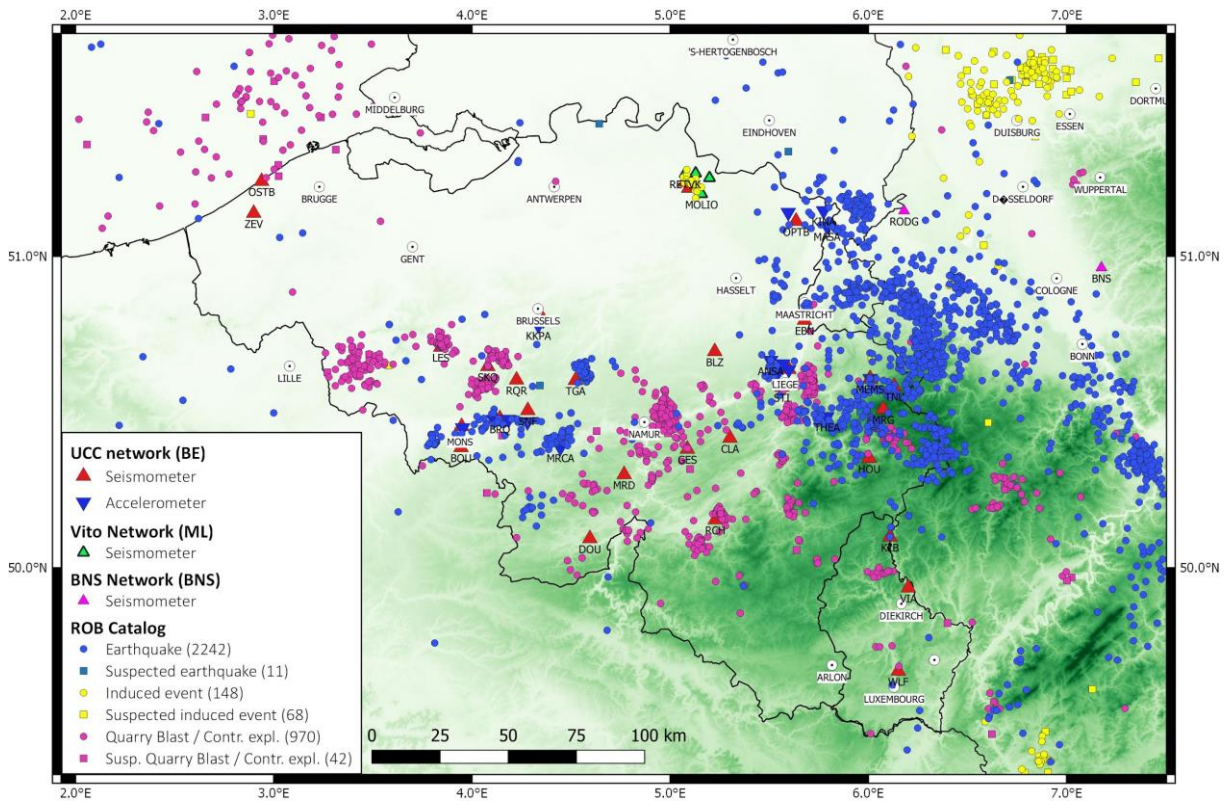 2.0°E 3.0°E 4.0°E 5.0°E 6.0°E 7.0°E
'S-HERTOGENBOSCH
MIDDELBURG
EINDHOVEN
DUISBURG
ESSEN
DORTMU
OSTB
ZEV
BRUGGE
ANTWERPEN
MOLIO
WUPPERTAL
D�SSELDORF
RODG
KINA
MASA
OPTB
51.0°N
51.0°N
GENT
HASSELT
COLOGNE
BNS
MAASTRICHT
EBN
BRUSSELS
KKPA
LES
BLZ
BONN
LILLE
SKQ
RQR
TGA
ANSA
LIEGE
STI
MEMS
TNL
SNF
BRQ
MONS
BOU
MRCA
NAMUR
CLA
GES
THEA
MRG
HOU
MRD
RCH
DOU
KLB
50.0°N
50.0°N
VIA
DIEKIRCH
ARLON
WLF
LUXEMBOURG
UCC network (BE)
Seismometer
Accelerometer
Vito Network (ML)
Seismometer
BNS Network (BNS)
Seismometer
ROB Catalog
Earthquake (2242)
Suspected earthquake (11)
Induced event (148)
Suspected induced event (68)
Quarry Blast / Contr. expl. (970)
Susp. Quarry Blast / Contr. expl. (42)
0 25 50 75 100 km
2.0°E 3.0°E 4.0°E 5.0°E 6.0°E 7.0°E